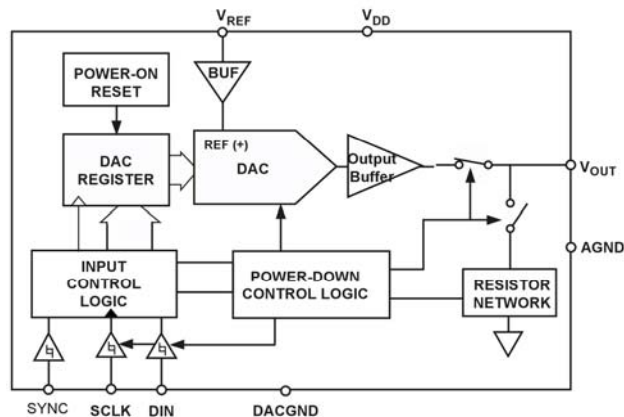 VREF
VDD
POWER-ON
RESET
BUF
DAC
REGISTER
REF (+)
DAC
Output
Buffer
VOUT
AGND
INPUT
CONTROL
LOGIC
POWER-DOWN
CONTROL LOGIC
RESISTOR
NETWORK
SYNC
SCLK
DIN
DACGND